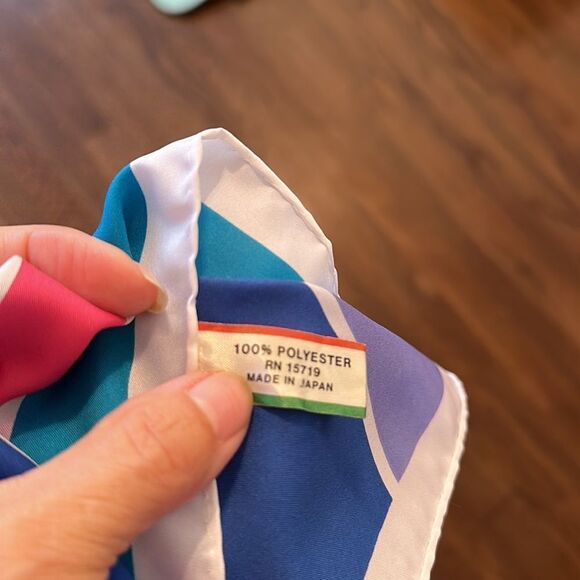 100% POLYESTER
RN 15719
MADE IN JAPAN